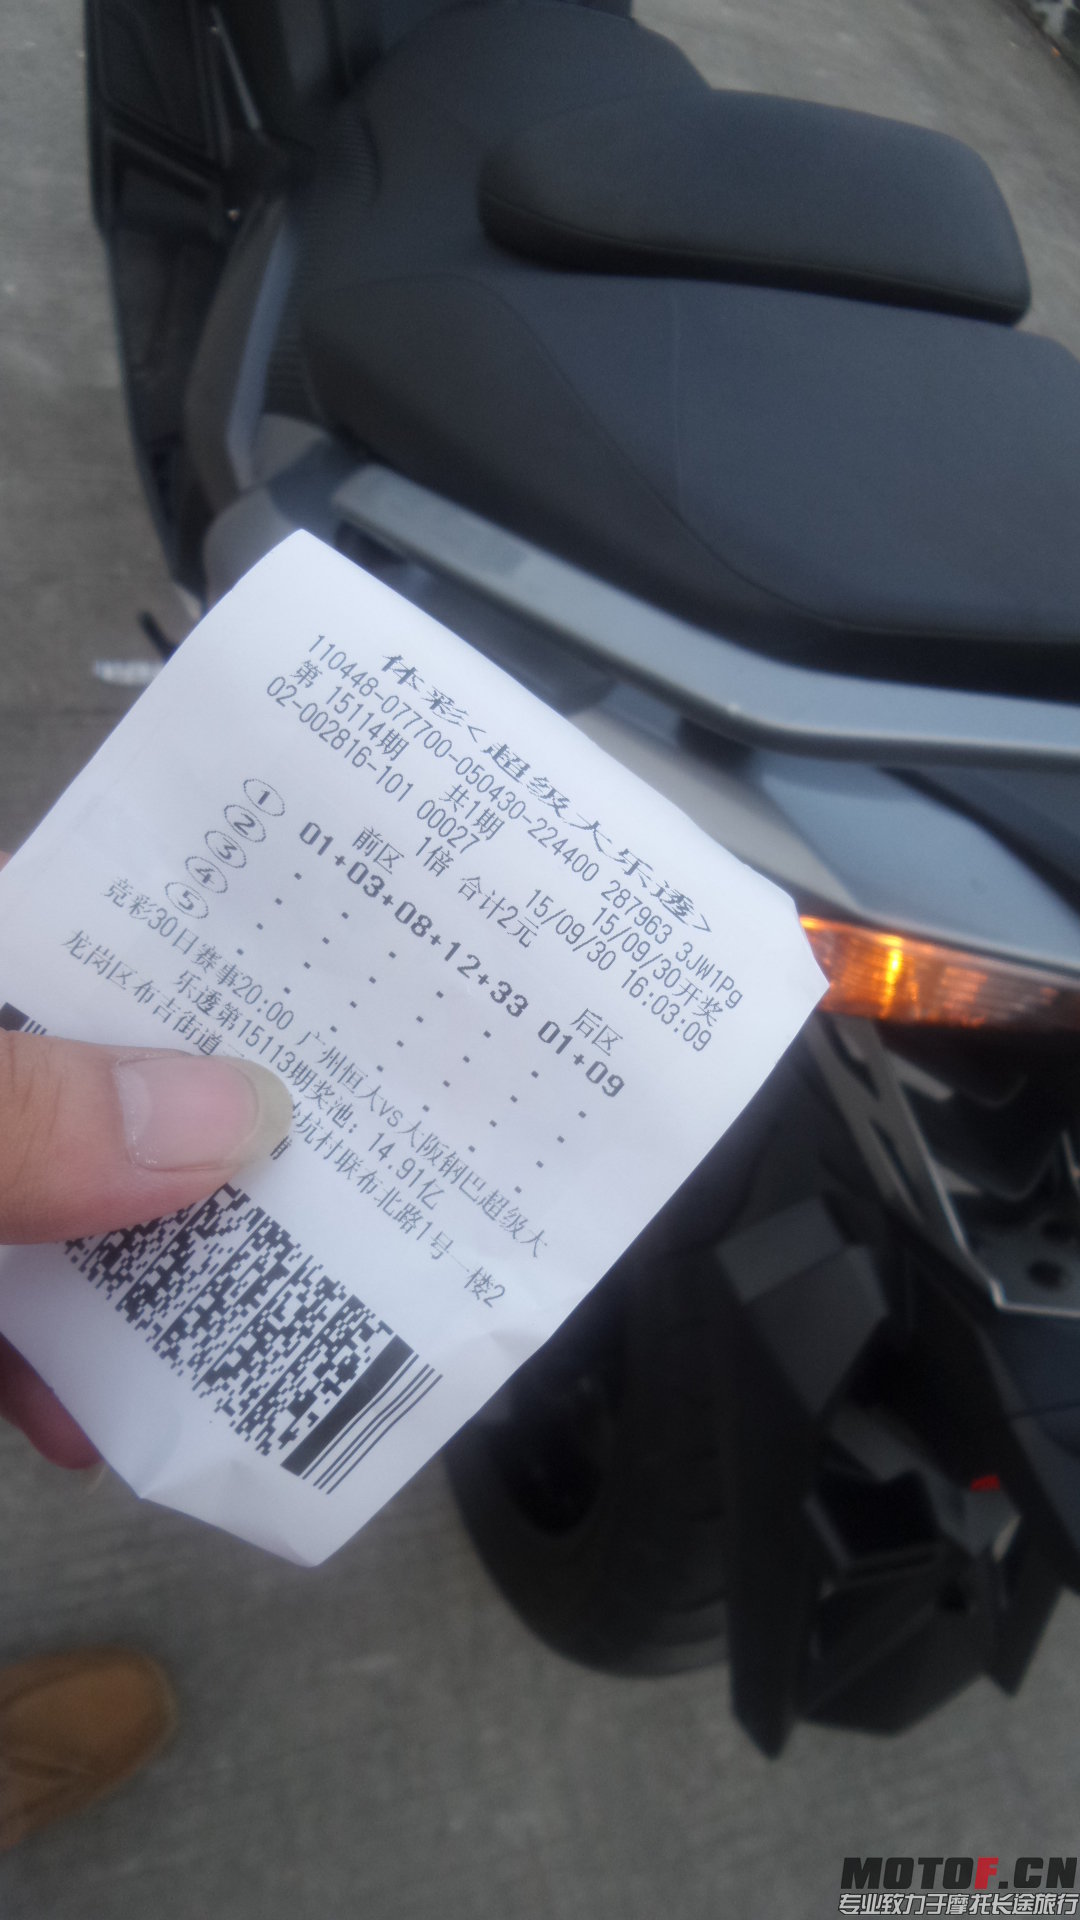 体彩<超级大乐透>
110448-077700-050430-224400 287963 3JW1Pg
第 15114期 共1期 15/09/30开奖
02-002816-101 00027 15/09/30 16:03:09
1倍 合计2元
前区 后区
① 01+03+08+12+33 01+09
②
③
④
⑤
竞彩30日赛事20:00 广州恒大vs大阪钢巴超级大
乐透第15113期奖池: 14.91亿
龙岗区布吉街道 坑村联布北路1号一楼2
MOTOF.CN
专业致力于摩托长途旅行